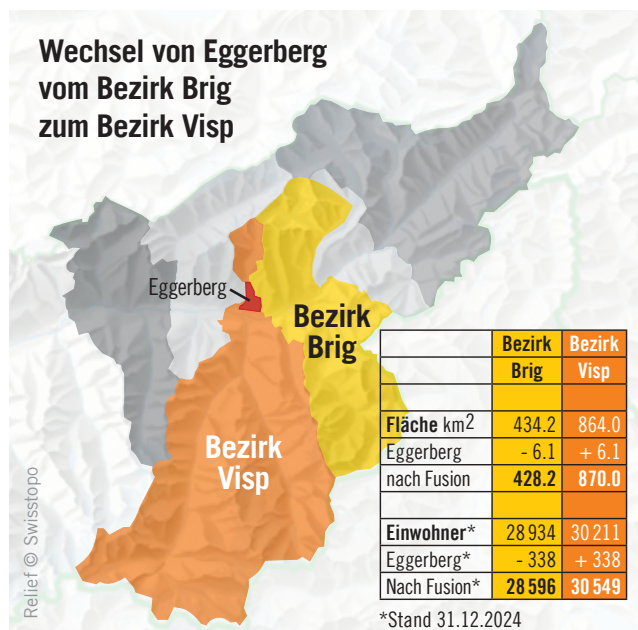 Wechsel von Eggerberg
vom Bezirk Brig
zum Bezirk Visp
Eggerberg
Bezirk
Brig
Bezirk
Visp
Bezirk Bezirk
Brig Visp
Fläche km2 434.2 864.0
Eggerberg - 6.1 + 6.1
nach Fusion 428.2 870.0
Einwohner* 28 934 30 211
Eggerberg* - 338 + 338
Nach Fusion* 28 596 30 549
*Stand 31.12.2024
Relief © Swisstopo